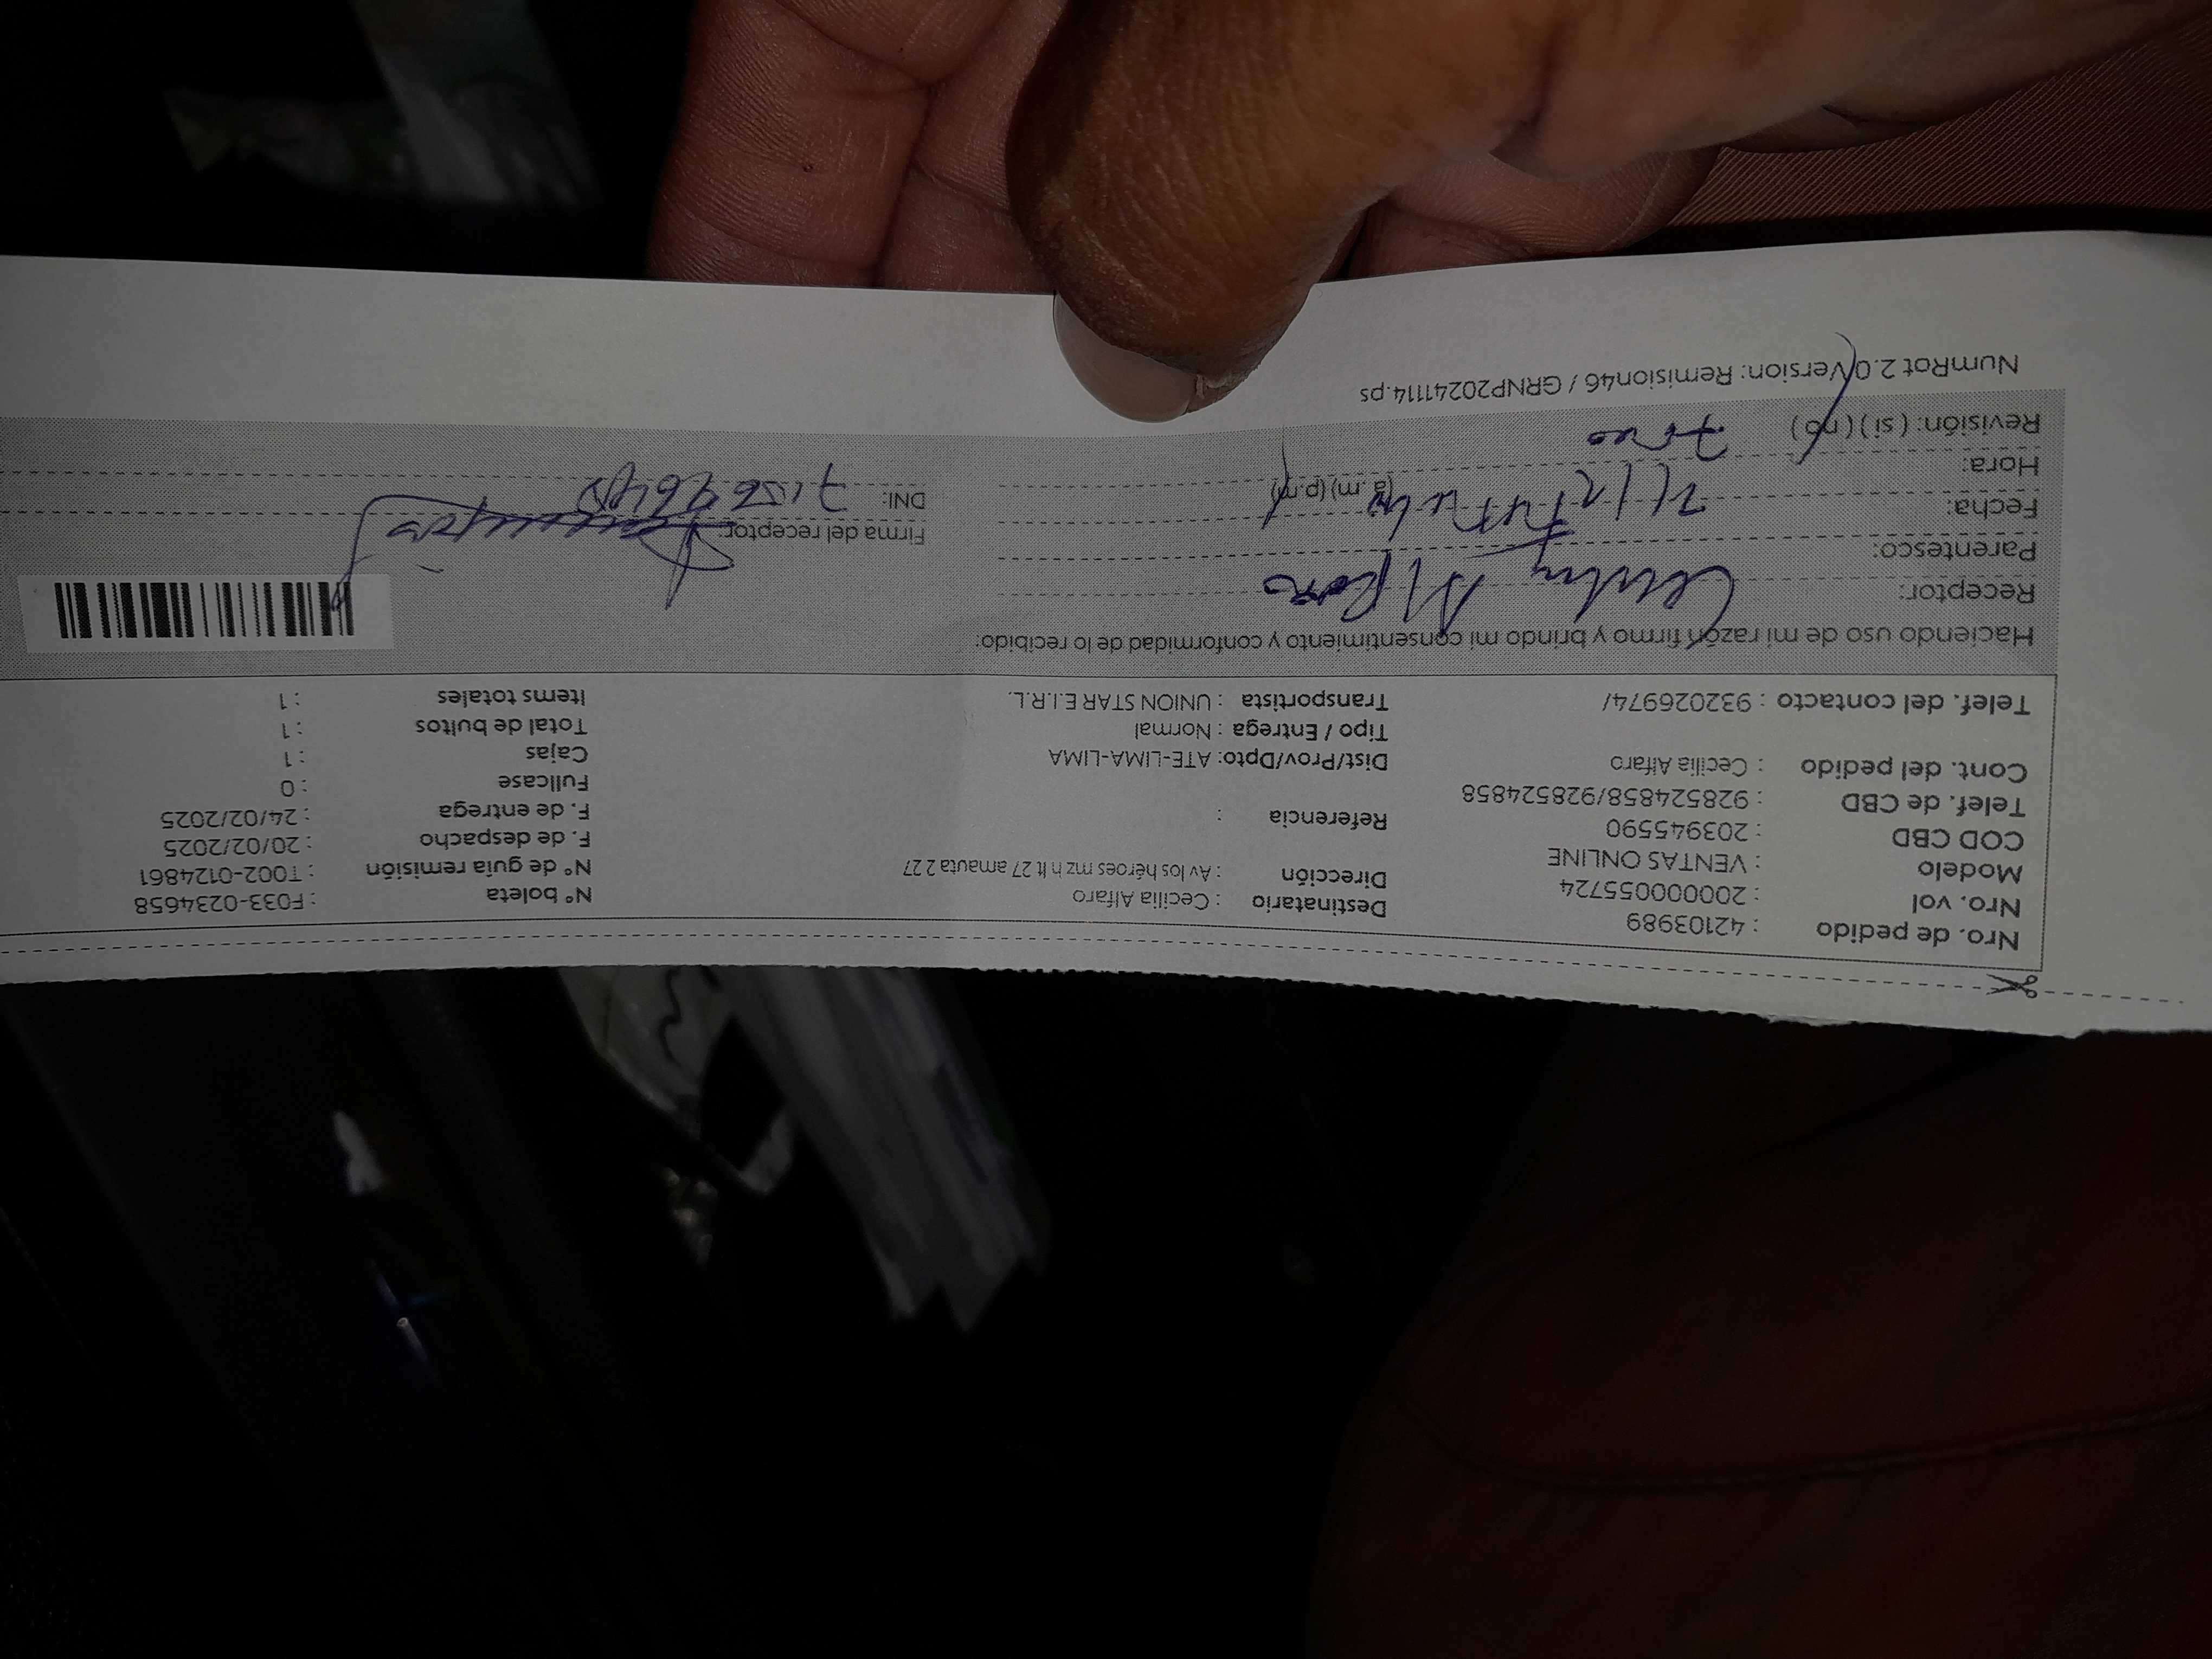 Nro. de pedido : 42103989 Destinatario : Cecilia Alfaro N° boleta : F033-0234658
Nro. vol : 20000055724 Dirección : Av los héroes mz h lt 27 amauta 2 27 N° de guía remisión : T002-0124861
Modelo : VENTAS ONLINE F. de despacho : 20/02/2025
COD CBD : 203945590 Referencia : F. de entrega : 24/02/2025
Telef. de CBD : 928524858/928524858 Fullcase : 0
Cont. del pedido : Cecilia Alfaro Dist/Prov/Dpto: ATE-LIMA-LIMA Cajas : 1
Tipo / Entrega : Normal Total de bultos : 1
Telef. del contacto : 932026974/ Transportista : UNION STAR E.I.R.L. Items totales : 1
Haciendo uso de mi razón firmo y brindo mi consentimiento y conformidad de lo recibido:
Receptor: Alfaro
Parentesco: Firma del receptor:
Fecha: DNI:
Hora: (a.m) (p.m)
Revisión: ( si ) ( no )
NumRot 2.0 Version: Remision46 / GRNP20241114.ps